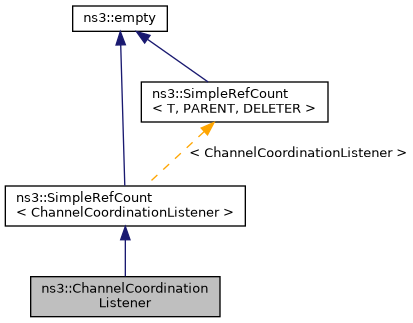 ns3::empty
ns3::SimpleRefCount
< T, PARENT, DELETER >
< ChannelCoordinationListener >
ns3::SimpleRefCount
< ChannelCoordinationListener >
ns3::ChannelCoordination
Listener